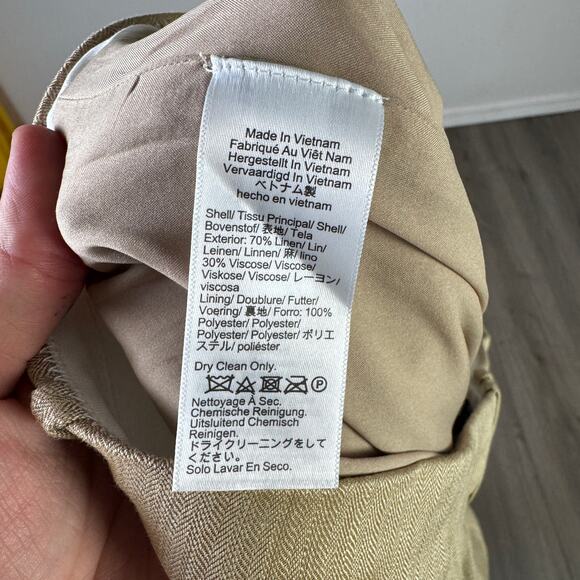 Made In Vietnam
Fabriqué Au Việt Nam
Hergestellt In Vietnam
Vervaardigd In Vietnam
ベトナム製
hecho en vietnam
Shell/ Tissu Principal/ Shell/
Bovenstof/ 表地/ Tela
Exterior: 70% Linen/ Lin/
Leinen/ Linnen/ 麻/ lino
30% Viscose/ Viscose/
Viskose/ Viscose/ レーヨン/
viscosa
Lining/ Doublure/ Futter/
Voering/ 裏地/ Forro: 100%
Polyester/ Polyester/
Polyester/ Polyester/ ポリエ
ステル/ poliéster
Dry Clean Only.
P
Nettoyage À Sec.
Chemische Reinigung.
Uitsluitend Chemisch
Reinigen.
ドライクリーニングをして
ください。
Solo Lavar En Seco.